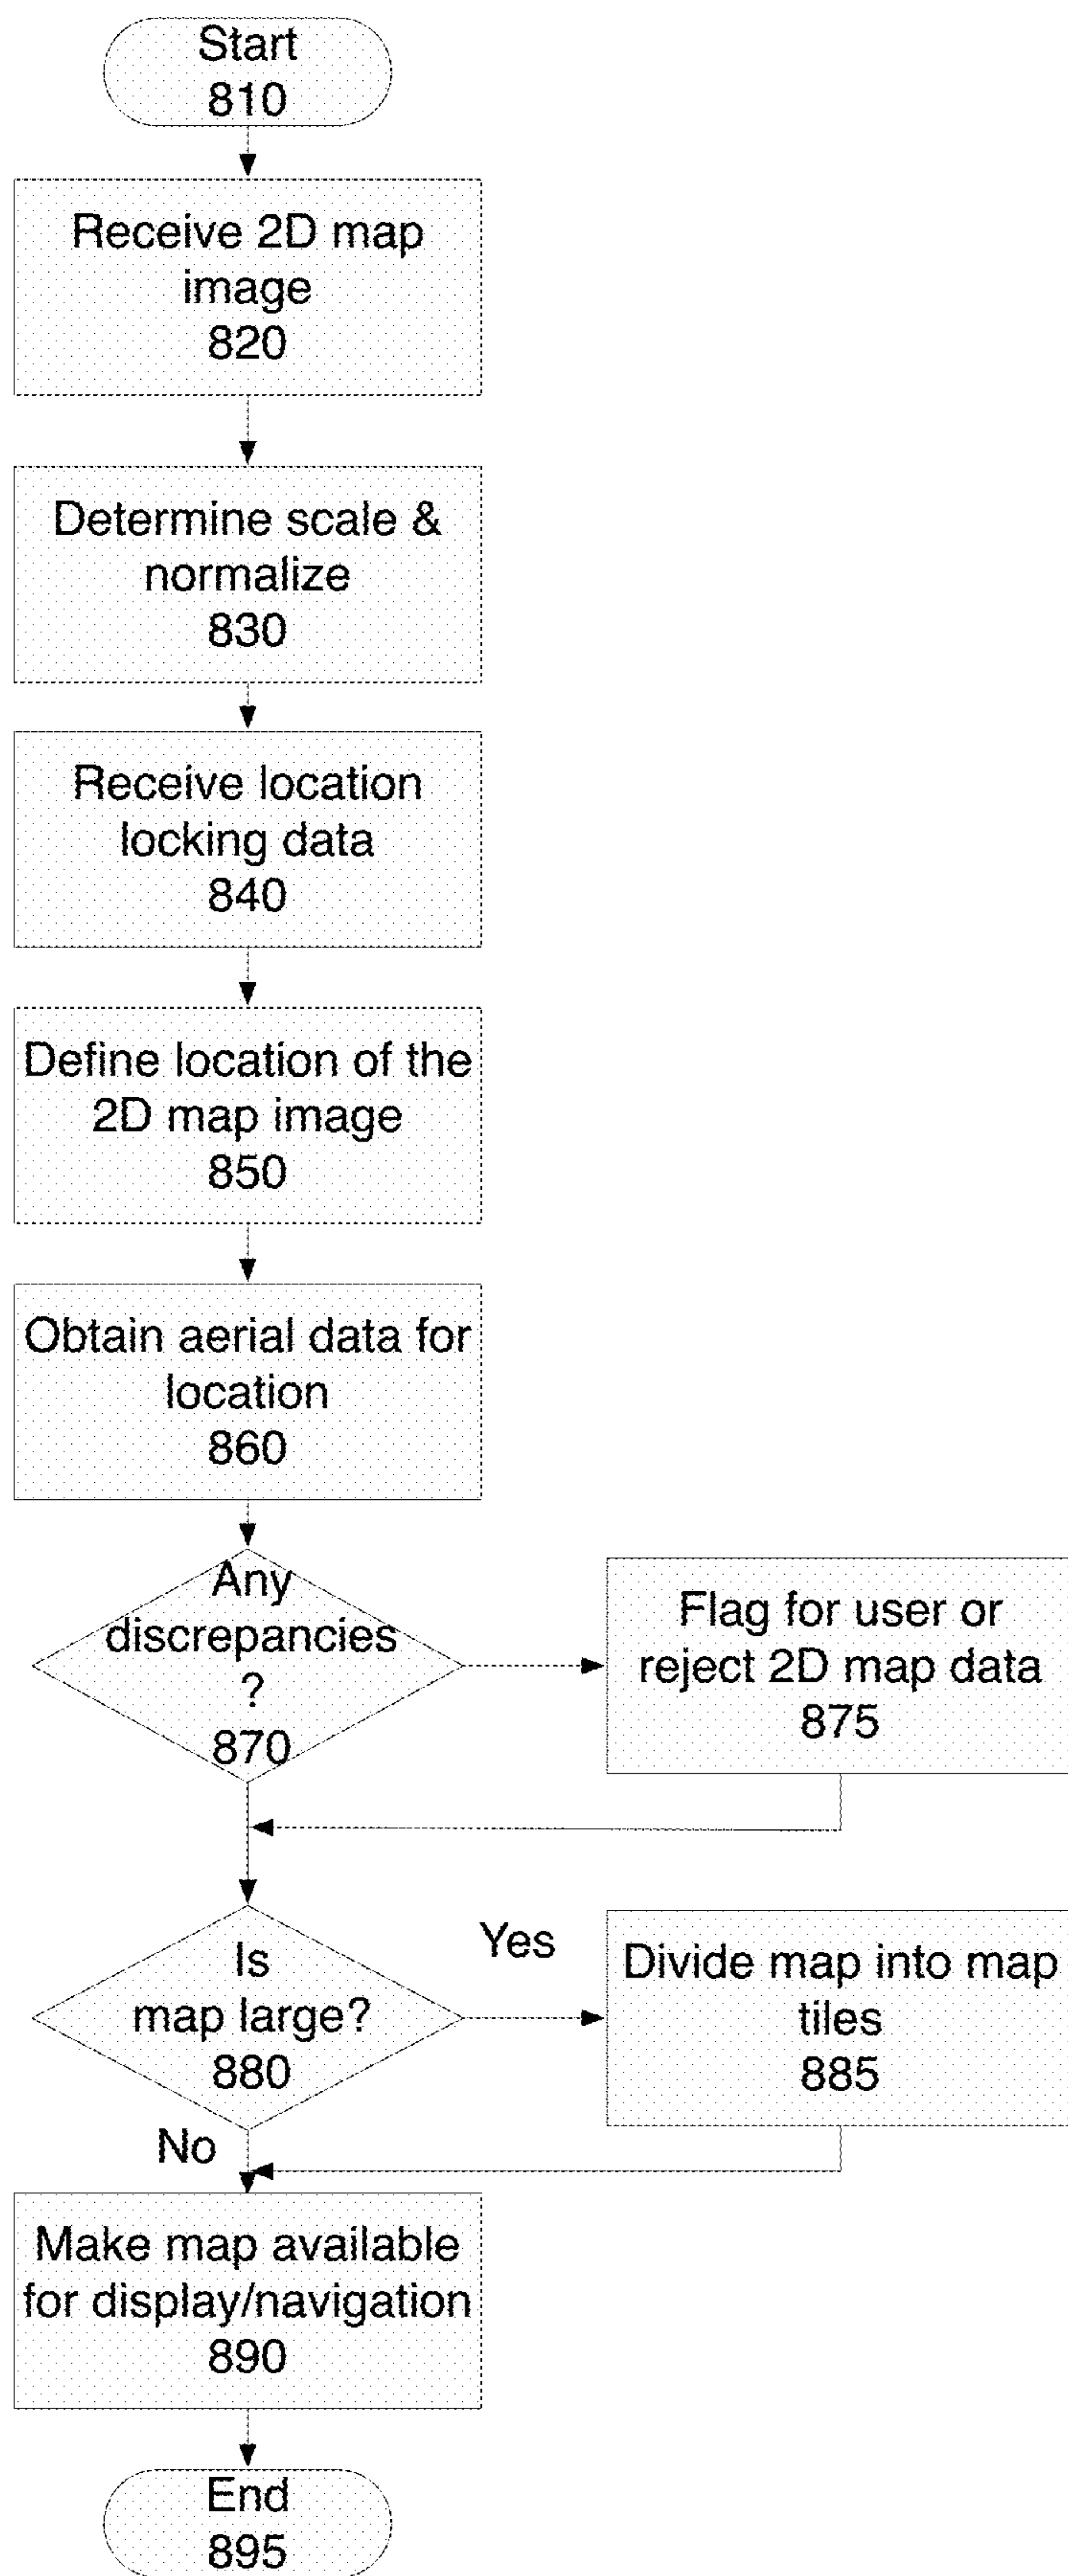 Start
810
Receive 2D map
image
820
Determine scale &
normalize
830
Receive location
locking data
840
Define location of the
2D map image
850
Obtain aerial data for
location
860
Any
discrepancies
?
870
Flag for user or
reject 2D map data
875
Is
map large?
880
Yes
Divide map into map
tiles
885
No
Make map available
for display/navigation
890
End
895